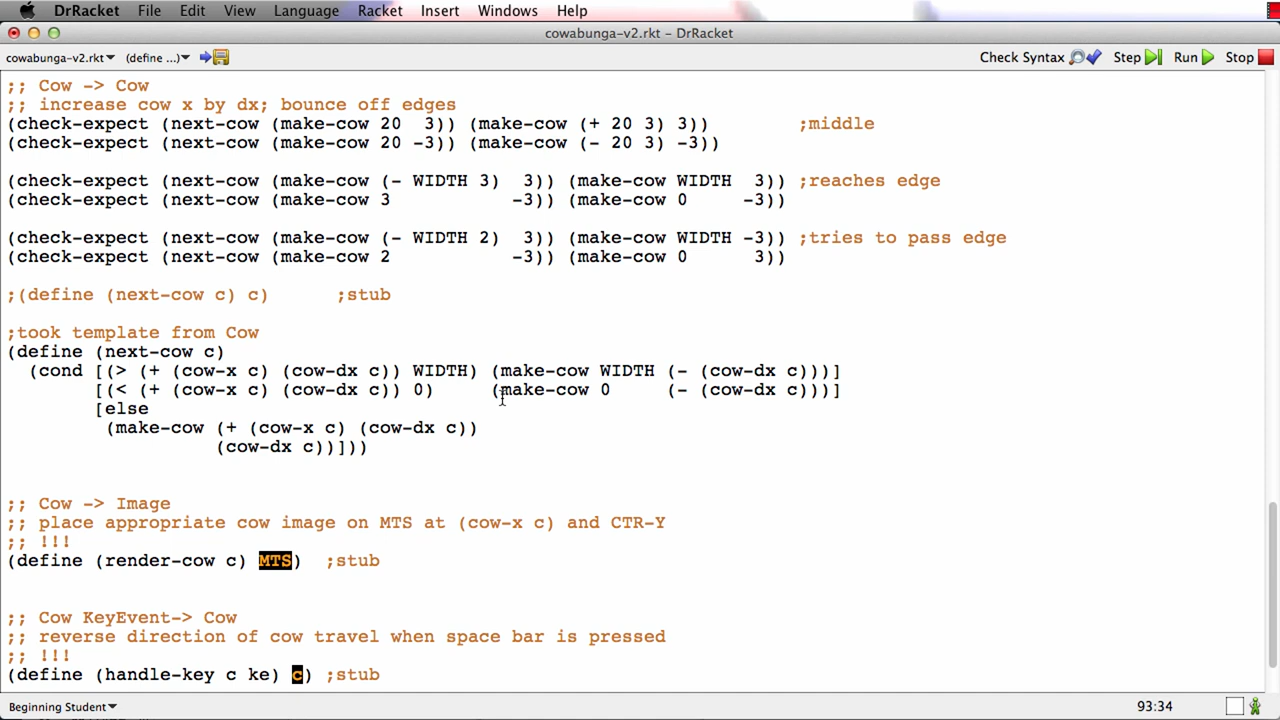 DrRacket File Edit View Language Racket Insert Windows Help
cowabunga-v2.rkt - DrRacket
cowabunga-v2.rkt▾ (define ...)▾ Check Syntax Step Run Stop
;; Cow -> Cow
;; increase cow x by dx; bounce off edges
(check-expect (next-cow (make-cow 20  3)) (make-cow (+ 20 3) 3))        ;middle
(check-expect (next-cow (make-cow 20 -3)) (make-cow (- 20 3) -3))
(check-expect (next-cow (make-cow (- WIDTH 3)  3)) (make-cow WIDTH  3)) ;reaches edge
(check-expect (next-cow (make-cow 3           -3)) (make-cow 0     -3))
(check-expect (next-cow (make-cow (- WIDTH 2)  3)) (make-cow WIDTH -3)) ;tries to pass edge
(check-expect (next-cow (make-cow 2           -3)) (make-cow 0      3))
;(define (next-cow c) c)      ;stub
;took template from Cow
(define (next-cow c)
  (cond [(> (+ (cow-x c) (cow-dx c)) WIDTH) (make-cow WIDTH (- (cow-dx c)))]
        [(< (+ (cow-x c) (cow-dx c)) 0)     (make-cow 0     (- (cow-dx c)))]
        [else
         (make-cow (+ (cow-x c) (cow-dx c))
                   (cow-dx c))]))
;; Cow -> Image
;; place appropriate cow image on MTS at (cow-x c) and CTR-Y
;; !!!
(define (render-cow c) MTS)  ;stub
;; Cow KeyEvent-> Cow
;; reverse direction of cow travel when space bar is pressed
;; !!!
(define (handle-key c ke) c) ;stub
Beginning Student▾ 93:34